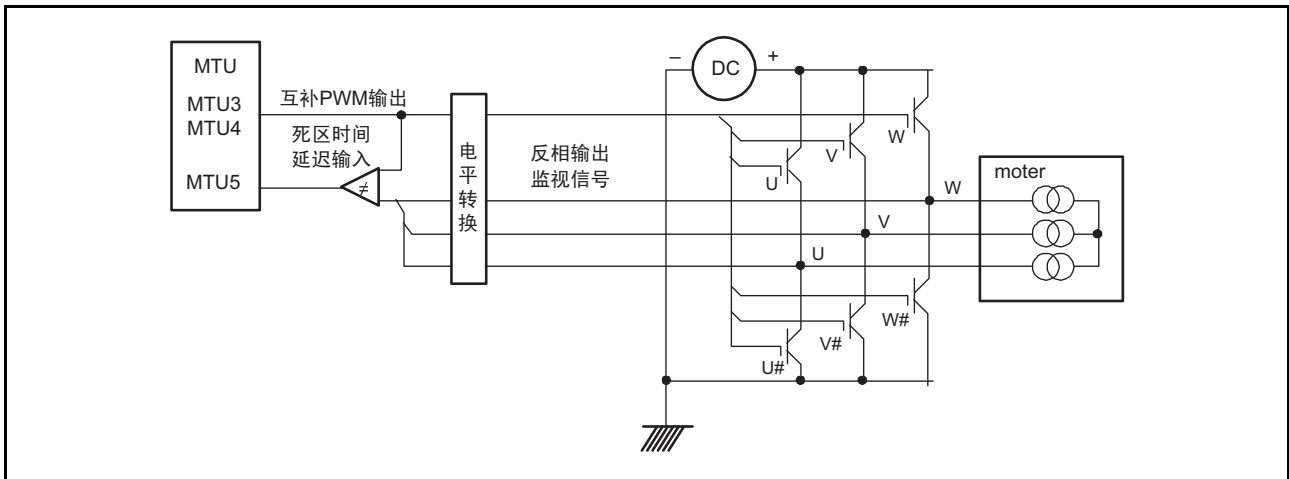 MTU
MTU3
MTU4
MTU5
互补PWM输出
死区时间
延迟输入
≠
电
平
转
换
反相输出
监视信号
−
DC
+
W
V
U
W
V
U
W#
V#
U#
moter